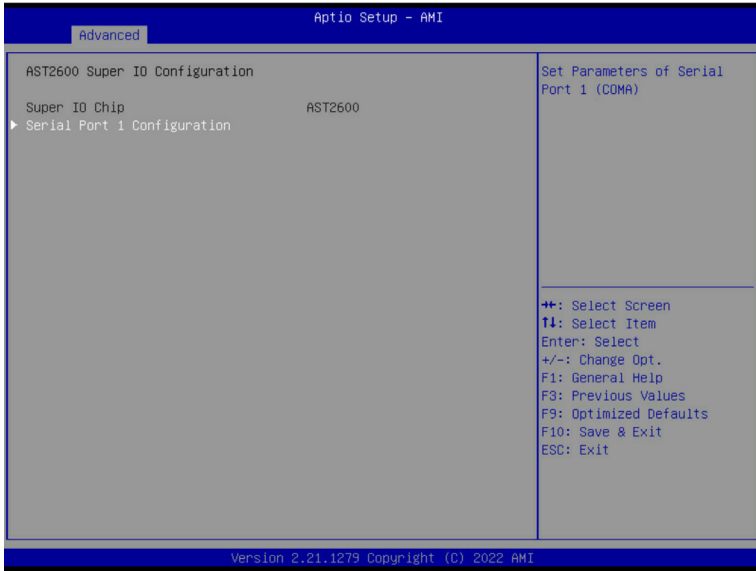 Aptio Setup – AMI
Advanced
AST2600 Super IO Configuration
Super IO Chip AST2600
▶ Serial Port 1 Configuration
Set Parameters of Serial
Port 1 (COMA)
→←: Select Screen
↑↓: Select Item
Enter: Select
+/-: Change Opt.
F1: General Help
F3: Previous Values
F9: Optimized Defaults
F10: Save & Exit
ESC: Exit
Version 2.21.1279 Copyright (C) 2022 AMI